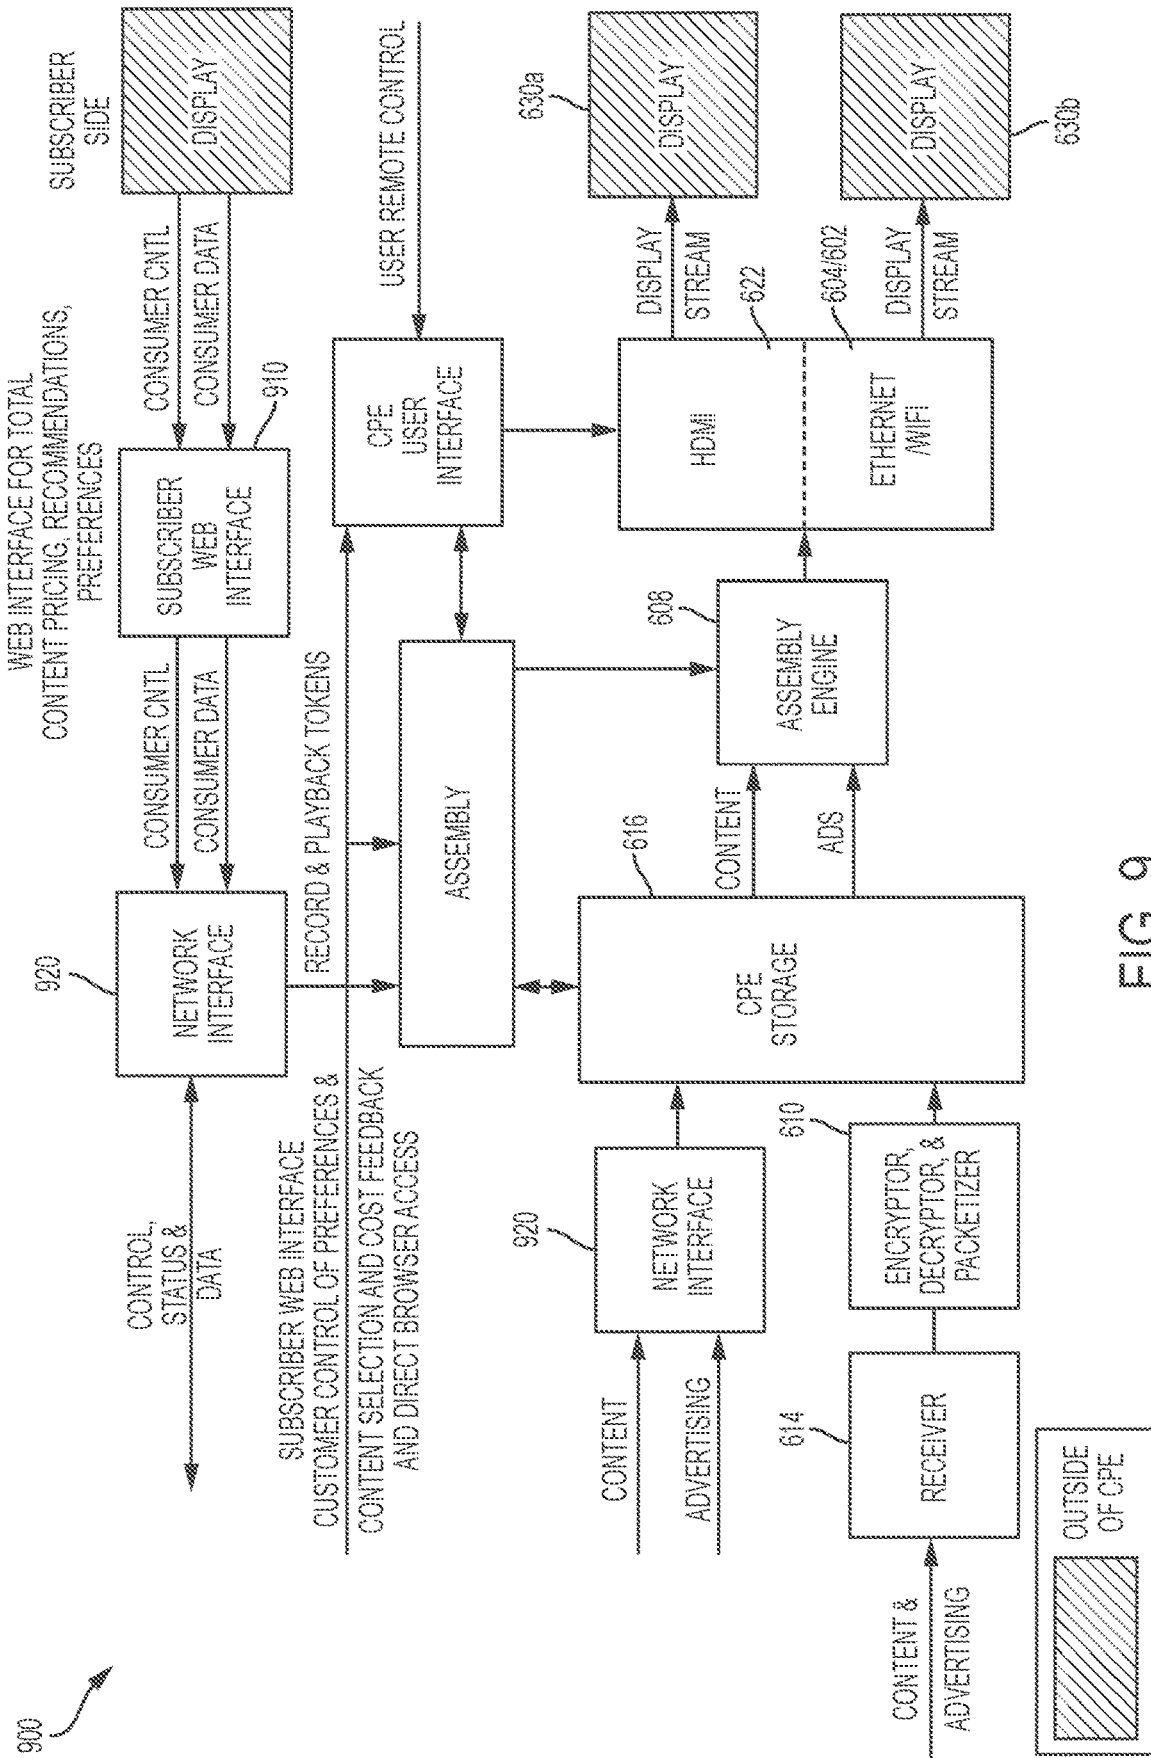 900
WEB INTERFACE FOR TOTAL
CONTENT PRICING, RECOMMENDATIONS,
PREFERENCES
SUBSCRIBER
SIDE
CONTROL,
STATUS &
DATA
920
NETWORK
INTERFACE
CONSUMER CNTL
CONSUMER DATA
SUBSCRIBER
WEB
INTERFACE
910
CONSUMER CNTL
CONSUMER DATA
DISPLAY
SUBSCRIBER WEB INTERFACE
CUSTOMER CONTROL OF PREFERENCES &
CONTENT SELECTION AND COST FEEDBACK
AND DIRECT BROWSER ACCESS
RECORD & PLAYBACK TOKENS
ASSEMBLY
CPE
USER
INTERFACE
USER REMOTE CONTROL
CONTENT
ADVERTISING
920
NETWORK
INTERFACE
CPE
STORAGE
616
CONTENT
ADS
608
ASSEMBLY
ENGINE
HDMI
622
ETHERNET
/WIFI
604/602
DISPLAY
STREAM
630a
DISPLAY
DISPLAY
STREAM
DISPLAY
630b
CONTENT &
ADVERTISING
614
RECEIVER
610
ENCRYPTOR,
DECRYPTOR, &
PACKETIZER
OUTSIDE
OF CPE
FIG. 9